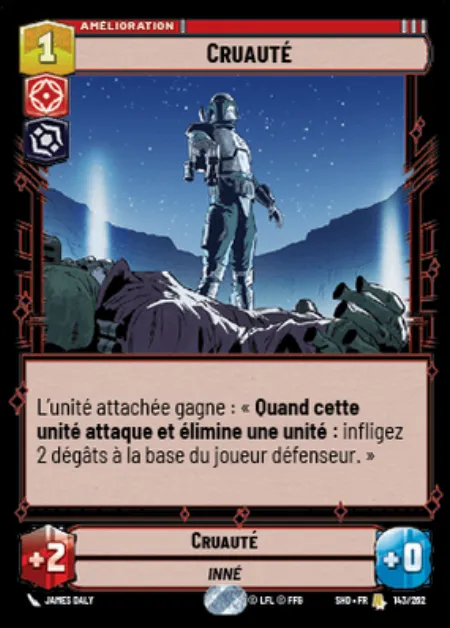 AMÉLIORATION
1
CRUAUTÉ
L'unité attachée gagne : « Quand cette
unité attaque et élimine une unité : infligez
2 dégâts à la base du joueur défenseur. »
+2
CRUAUTÉ
+0
INNÉ
JAMES DALY
© LFL © FFG
SHD • FR
143/262